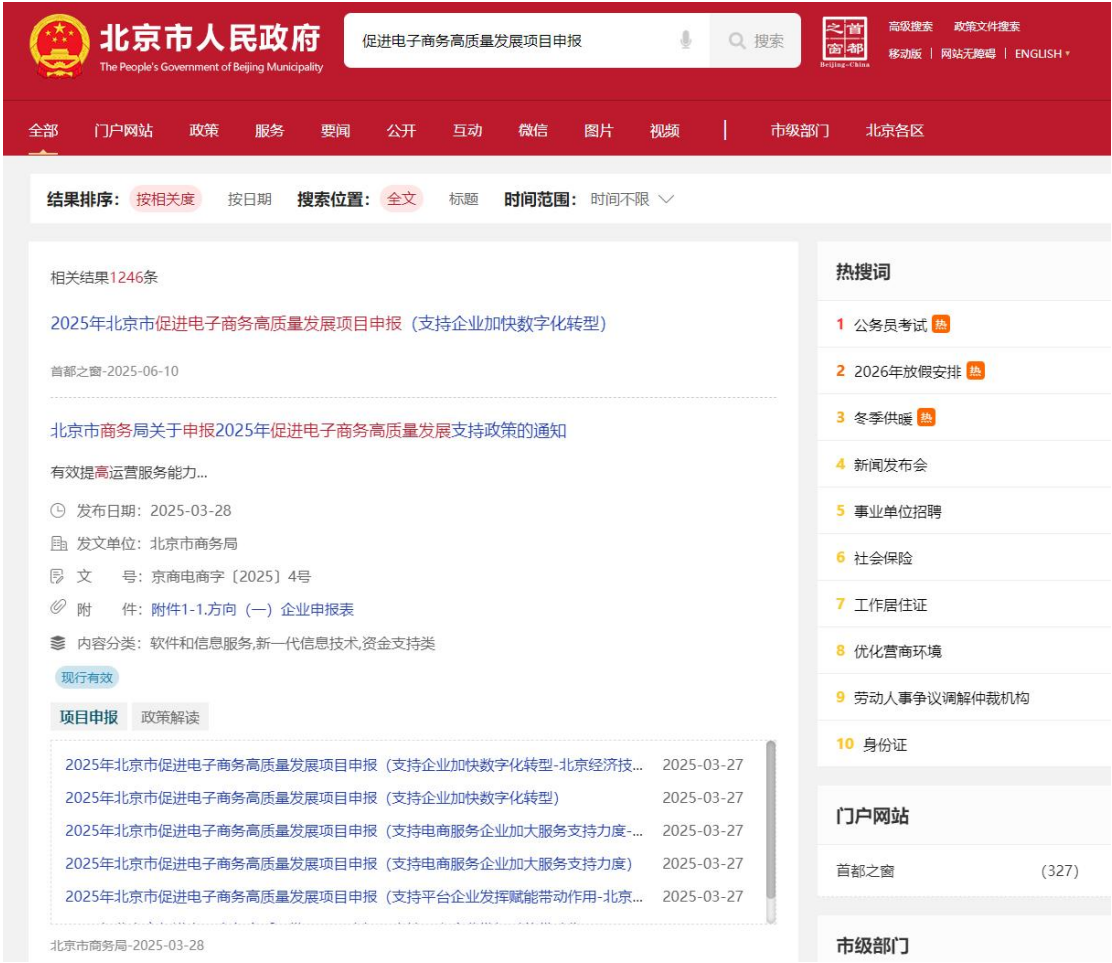 北京市人民政府
The People's Government of Beijing Municipality
促进电子商务高质量发展项目申报
搜索
首都之窗
Beijing-China
高级搜索 政策文件搜索
移动版 | 网站无障碍 | ENGLISH
全部 门户网站 政策 服务 要闻 公开 互动 微信 图片 视频 | 市级部门 北京各区
结果排序： 按相关度 按日期 搜索位置： 全文 标题 时间范围： 时间不限
相关结果1246条
2025年北京市促进电子商务高质量发展项目申报（支持企业加快数字化转型）
首都之窗-2025-06-10
北京市商务局关于申报2025年促进电子商务高质量发展支持政策的通知
有效提高运营服务能力...
发布日期：2025-03-28
发文单位：北京市商务局
文 号：京商电商字〔2025〕4号
附 件：附件1-1.方向（一）企业申报表
内容分类：软件和信息服务,新一代信息技术,资金支持类
现行有效
项目申报 政策解读
2025年北京市促进电子商务高质量发展项目申报（支持企业加快数字化转型-北京经济技... 2025-03-27
2025年北京市促进电子商务高质量发展项目申报（支持企业加快数字化转型） 2025-03-27
2025年北京市促进电子商务高质量发展项目申报（支持电商服务企业加大服务支持力度-... 2025-03-27
2025年北京市促进电子商务高质量发展项目申报（支持电商服务企业加大服务支持力度） 2025-03-27
2025年北京市促进电子商务高质量发展项目申报（支持平台企业发挥赋能带动作用-北京... 2025-03-27
北京市商务局-2025-03-28
热搜词
1 公务员考试 热
2 2026年放假安排 热
3 冬季供暖 热
4 新闻发布会
5 事业单位招聘
6 社会保险
7 工作居住证
8 优化营商环境
9 劳动人事争议调解仲裁机构
10 身份证
门户网站
首都之窗 (327)
市级部门